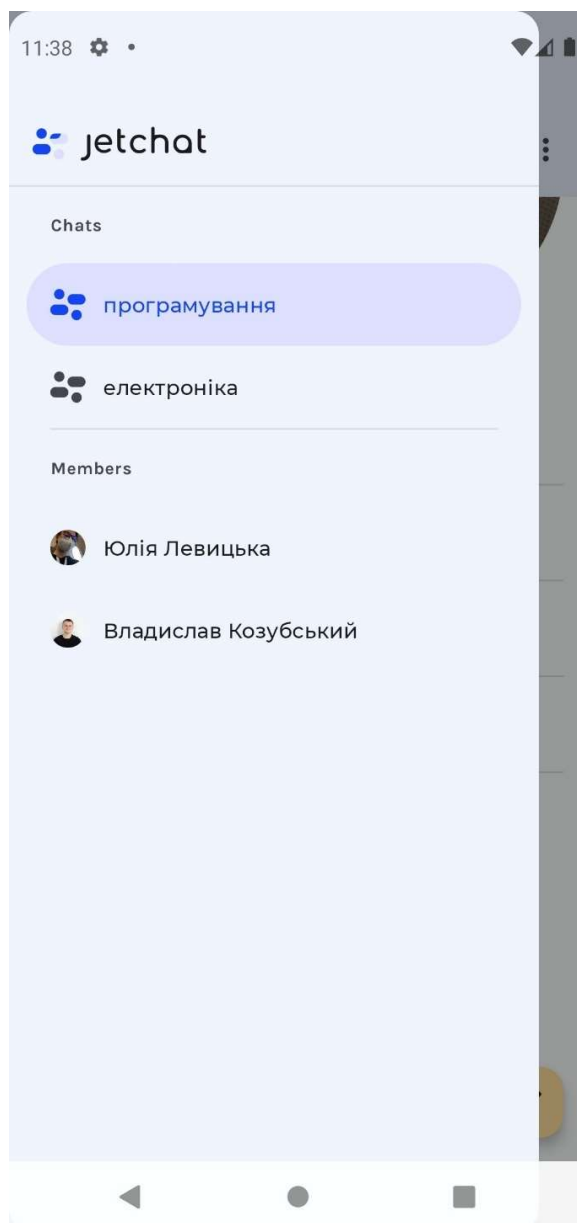 11:38
jetchat
Chats
програмування
електроніка
Members
Юлія Левицька
Владислав Козубський